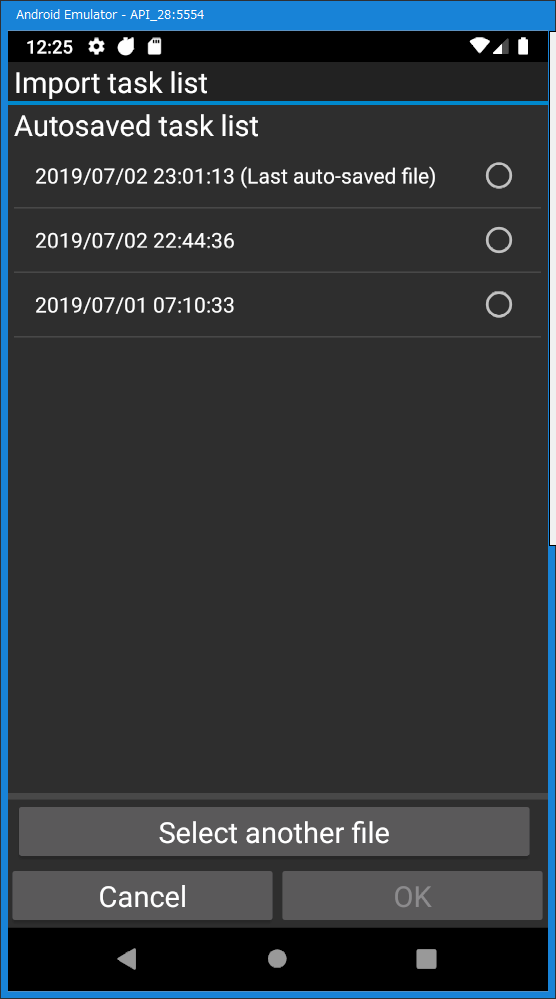 Android Emulator - API_28:5554
12:25
Import task list
Autosaved task list
2019/07/02 23:01:13 (Last auto-saved file)
2019/07/02 22:44:36
2019/07/01 07:10:33
Select another file
Cancel OK